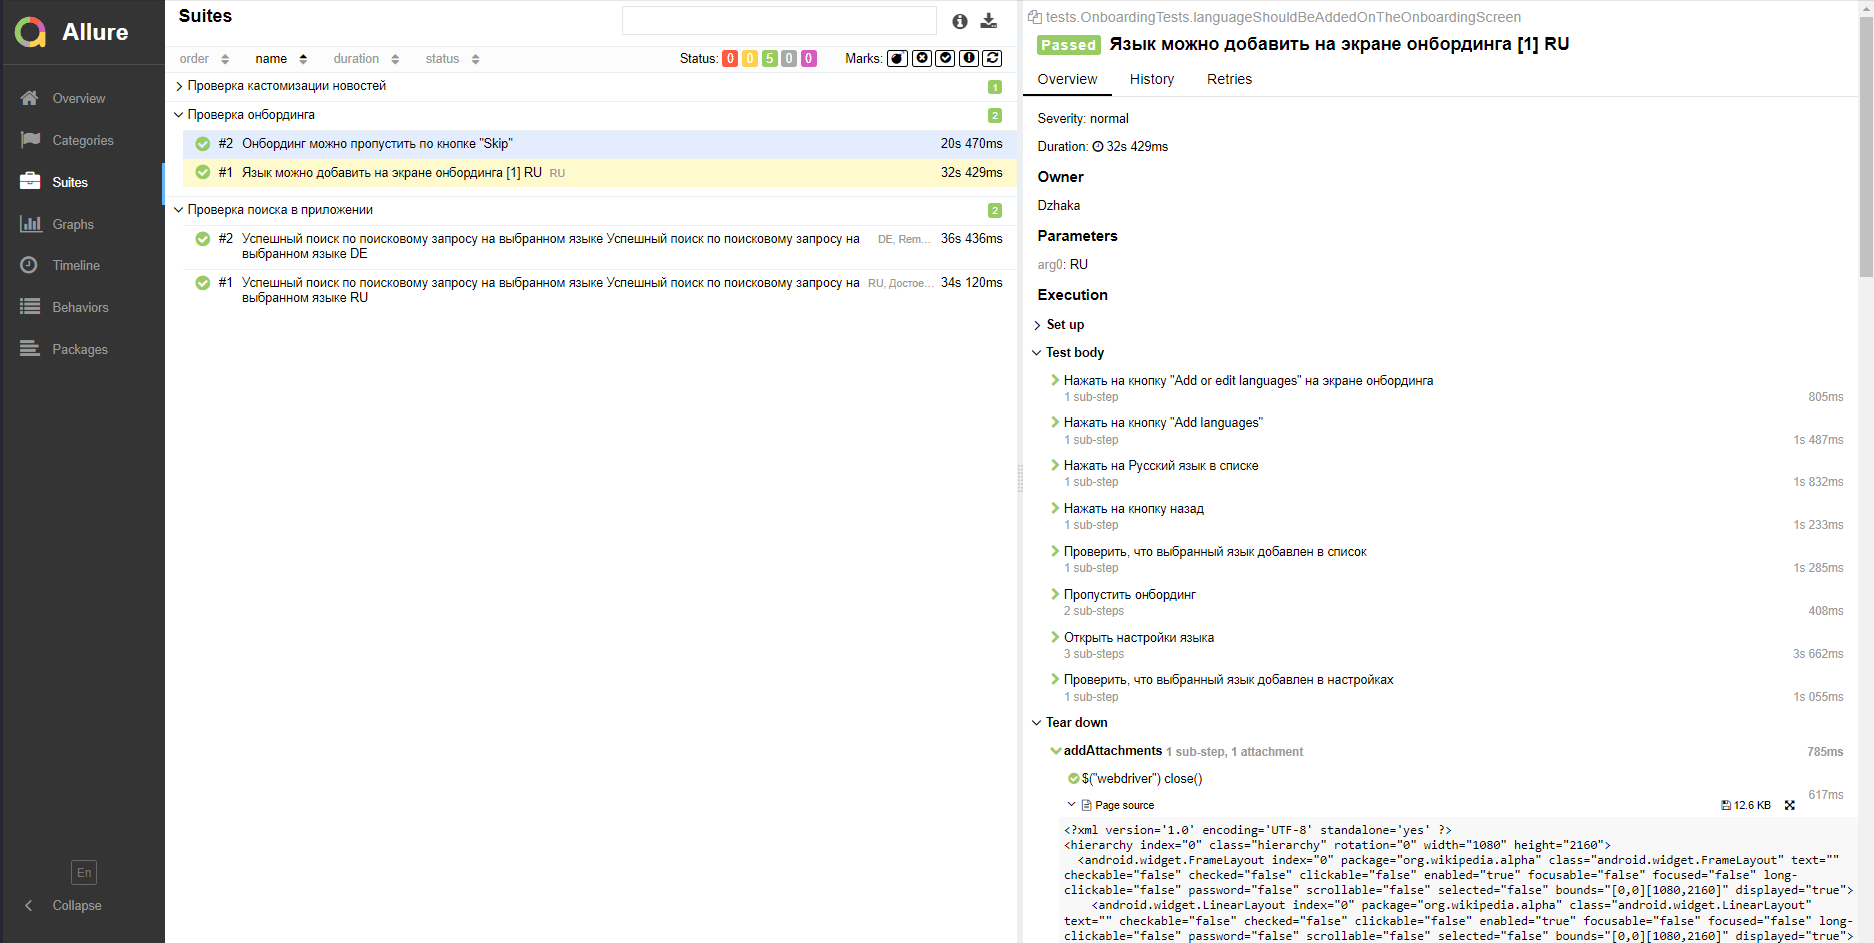 Allure
Overview
Categories
Suites
Graphs
Timeline
Behaviors
Packages
En
Collapse
Suites
order name duration status Status: 0 0 5 0 0 Marks:
Проверка кастомизации новостей 1
Проверка онбординга 2
#2 Онбординг можно пропустить по кнопке "Skip" 20s 470ms
#1 Язык можно добавить на экране онбординга [1] RU RU 32s 429ms
Проверка поиска в приложении 2
#2 Успешный поиск по поисковому запросу на выбранном языке Успешный поиск по поисковому запросу на DE, Rem... 36s 436ms
выбранном языке DE
#1 Успешный поиск по поисковому запросу на выбранном языке Успешный поиск по поисковому запросу на RU, Достое... 34s 120ms
выбранном языке RU
tests.OnboardingTests.languageShouldBeAddedOnTheOnboardingScreen
Passed Язык можно добавить на экране онбординга [1] RU
Overview History Retries
Severity: normal
Duration: 32s 429ms
Owner
Dzhaka
Parameters
arg0: RU
Execution
Set up
Test body
Нажать на кнопку "Add or edit languages" на экране онбординга
1 sub-step 805ms
Нажать на кнопку "Add languages"
1 sub-step 1s 487ms
Нажать на Русский язык в списке
1 sub-step 1s 832ms
Нажать на кнопку назад
1 sub-step 1s 233ms
Проверить, что выбранный язык добавлен в список
1 sub-step 1s 285ms
Пропустить онбординг
2 sub-steps 408ms
Открыть настройки языка
3 sub-steps 3s 662ms
Проверить, что выбранный язык добавлен в настройках
1 sub-step 1s 055ms
Tear down
addAttachments 1 sub-step, 1 attachment 785ms
$("webdriver") close()
617ms
Page source 12.6 KB
<?xml version='1.0' encoding='UTF-8' standalone='yes' ?>
<hierarchy index="0" class="hierarchy" rotation="0" width="1080" height="2160">
<android.widget.FrameLayout index="0" package="org.wikipedia.alpha" class="android.widget.FrameLayout" text=""
checkable="false" checked="false" clickable="false" enabled="true" focusable="false" focused="false" long-
clickable="false" password="false" scrollable="false" selected="false" bounds="[0,0][1080,2160]" displayed="true">
<android.widget.LinearLayout index="0" package="org.wikipedia.alpha" class="android.widget.LinearLayout"
text="" checkable="false" checked="false" clickable="false" enabled="true" focusable="false" focused="false" long-
clickable="false" password="false" scrollable="false" selected="false" bounds="[0,0][1080,2160]" displayed="true">